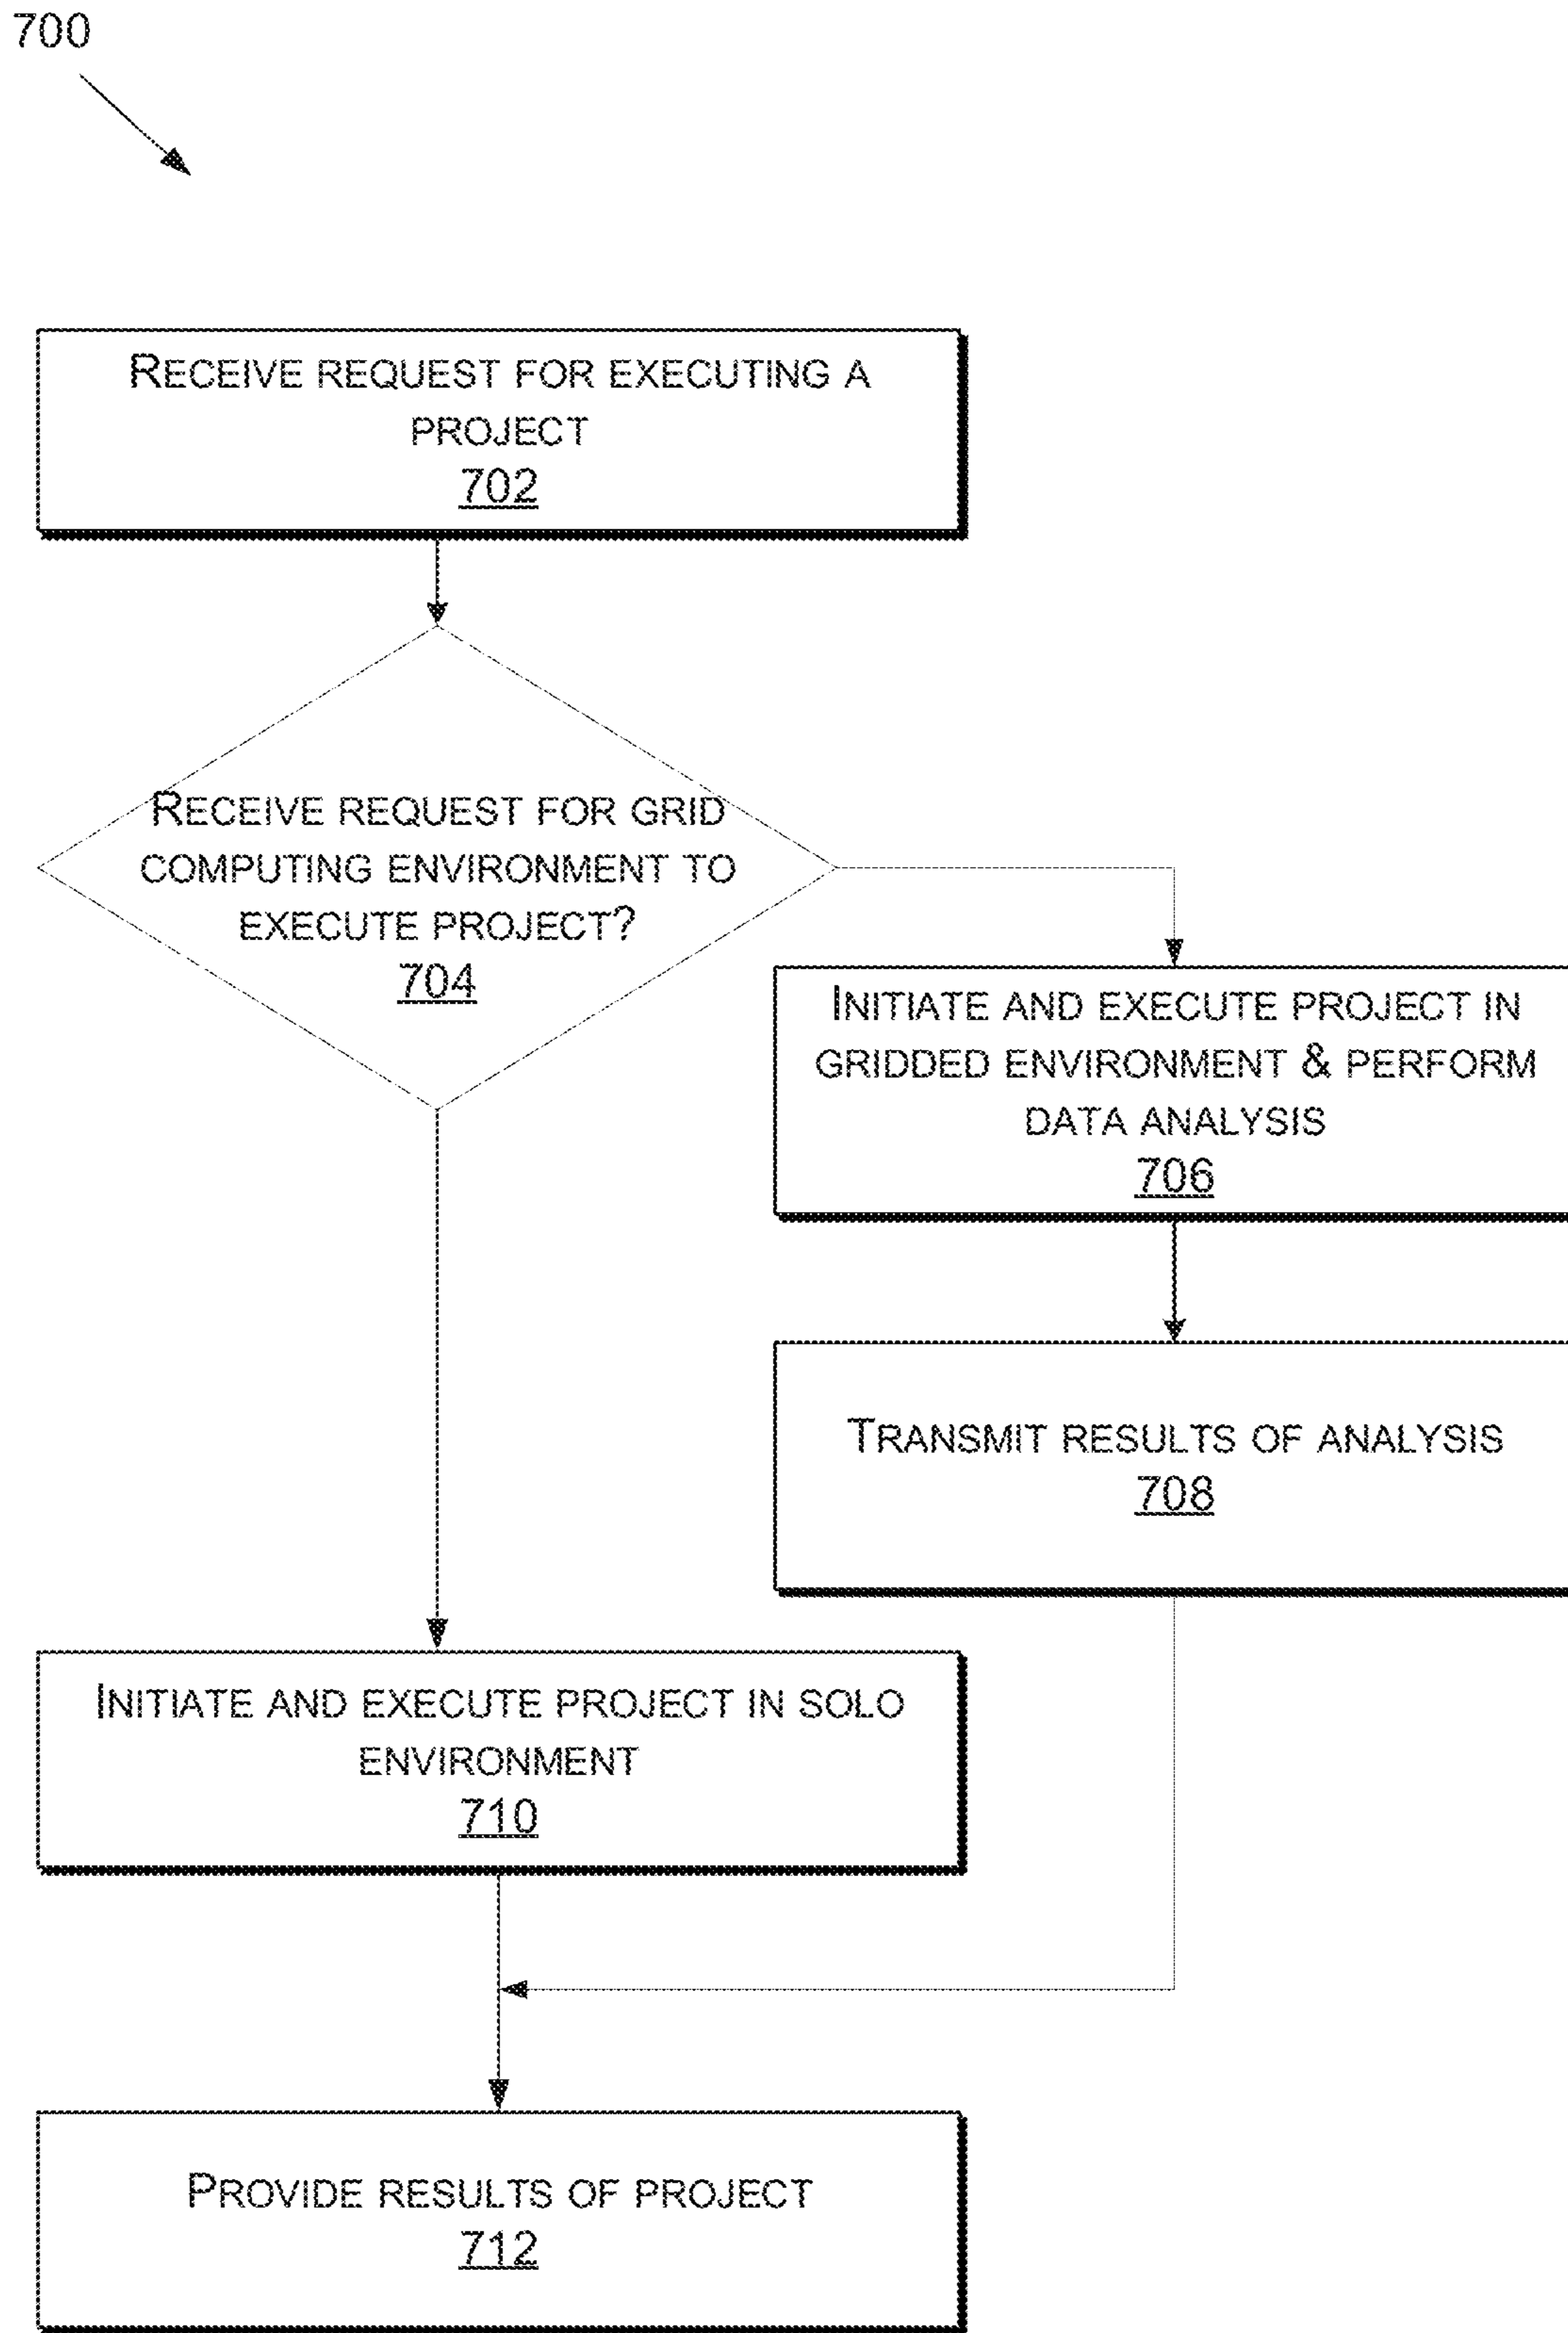 700
RECEIVE REQUEST FOR EXECUTING A
PROJECT
702
RECEIVE REQUEST FOR GRID
COMPUTING ENVIRONMENT TO
EXECUTE PROJECT?
704
INITIATE AND EXECUTE PROJECT IN
GRIDDED ENVIRONMENT & PERFORM
DATA ANALYSIS
706
TRANSMIT RESULTS OF ANALYSIS
708
INITIATE AND EXECUTE PROJECT IN SOLO
ENVIRONMENT
710
PROVIDE RESULTS OF PROJECT
712